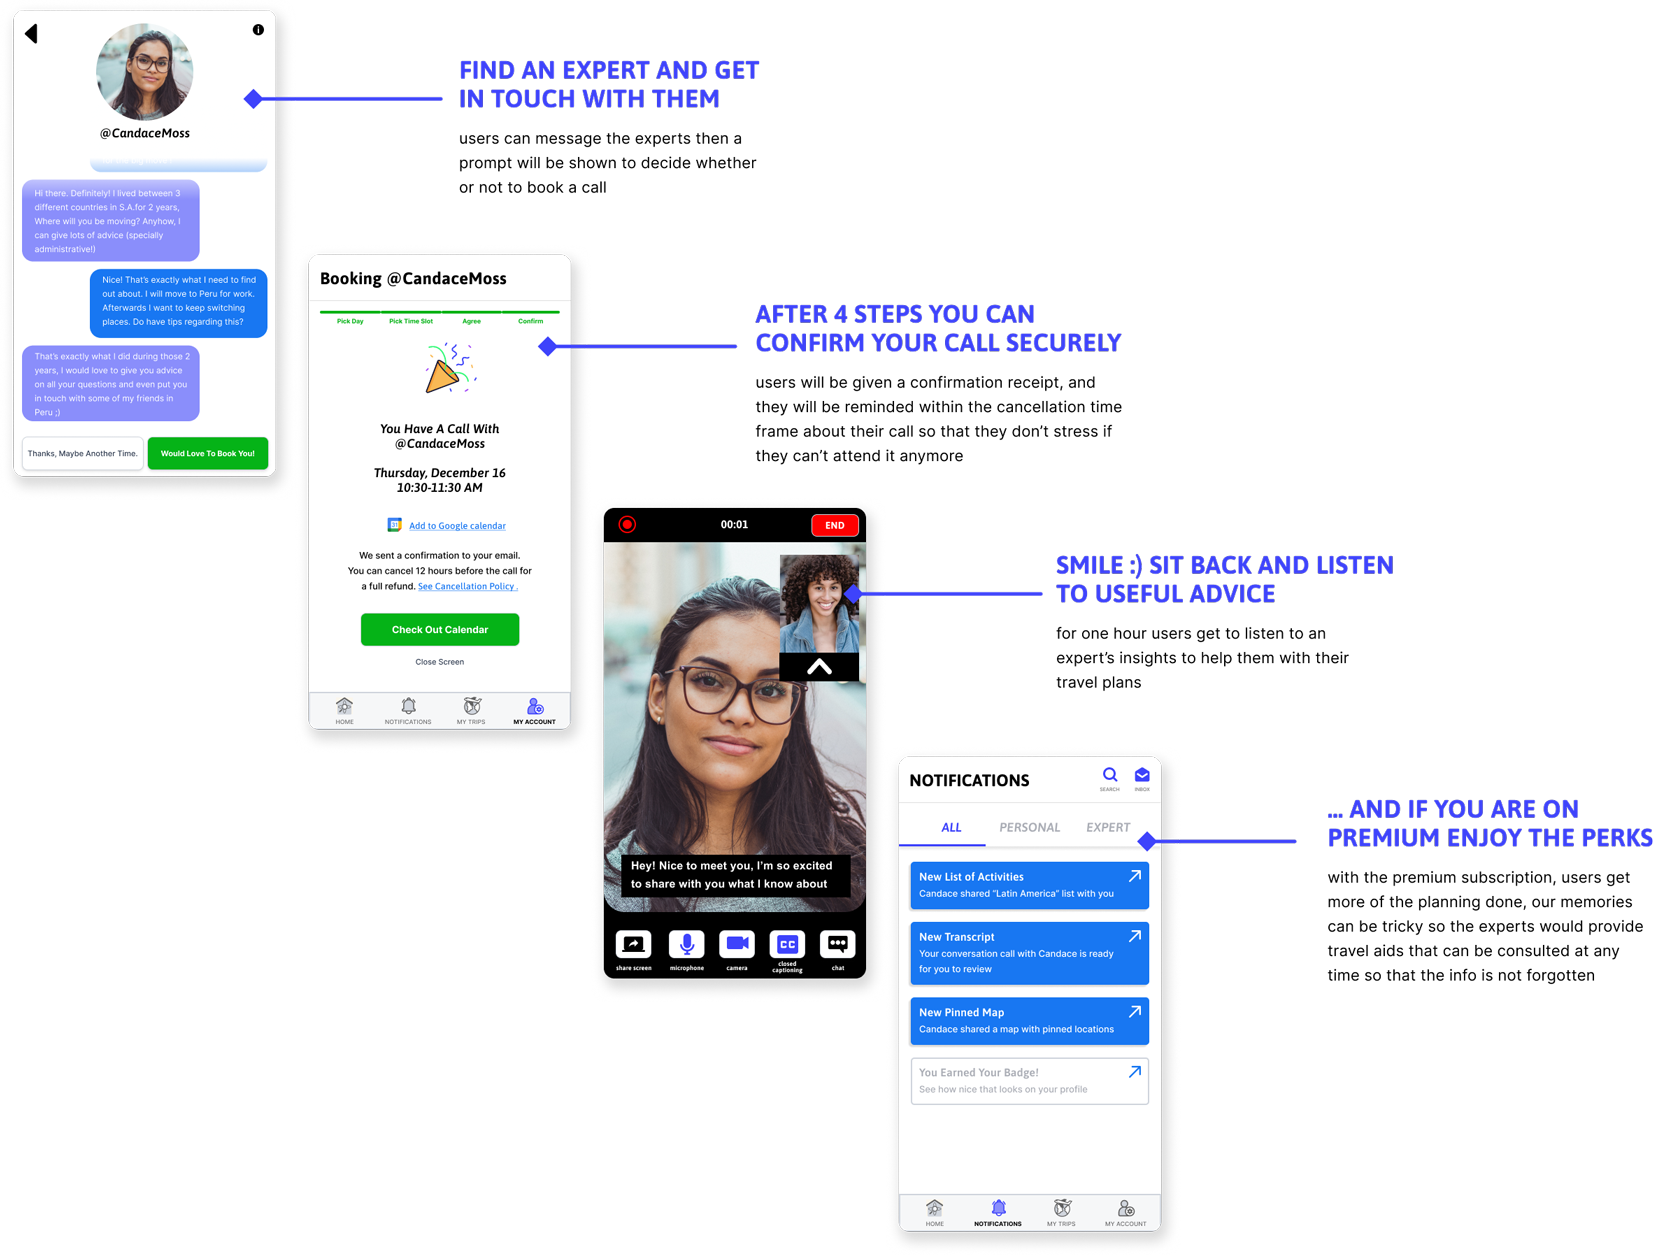 @CandaceMoss
Hi there. Definitely! I lived between 3
different countries in S.A.for 2 years,
Where will you be moving? Anyhow, I
can give lots of advice (specially
administrative!)
Nice! That's exactly what I need to find
out about. I will move to Peru for work.
Afterwards I want to keep switching
places. Do have tips regarding this?
That's exactly what I did during those 2
years, I would love to give you advice
on all your questions and even put you
in touch with some of my friends in
Peru ;)
Thanks, Maybe Another Time.
Would Love To Book You!
FIND AN EXPERT AND GET
IN TOUCH WITH THEM
users can message the experts then a
prompt will be shown to decide whether
or not to book a call
Booking @CandaceMoss
Pick Day
Pick Time Slot
Agree
Confirm
You Have A Call With
@CandaceMoss
Thursday, December 16
10:30-11:30 AM
31
Add to Google calendar
We sent a confirmation to your email.
You can cancel 12 hours before the call for
a full refund. See Cancellation Policy .
Check Out Calendar
Close Screen
HOME
NOTIFICATIONS
MY TRIPS
MY ACCOUNT
AFTER 4 STEPS YOU CAN
CONFIRM YOUR CALL SECURELY
users will be given a confirmation receipt, and
they will be reminded within the cancellation time
frame about their call so that they don't stress if
they can't attend it anymore
00:01
END
Hey! Nice to meet you, I'm so excited
to share with you what I know about
share screen
microphone
camera
CC
closed
captioning
chat
SMILE :) SIT BACK AND LISTEN
TO USEFUL ADVICE
for one hour users get to listen to an
expert's insights to help them with their
travel plans
NOTIFICATIONS
SEARCH
INBOX
ALL
PERSONAL
EXPERT
New List of Activities
Candace shared "Latin America" list with you
New Transcript
Your conversation call with Candace is ready
for you to review
New Pinned Map
Candace shared a map with pinned locations
You Earned Your Badge!
See how nice that looks on your profile
HOME
NOTIFICATIONS
MY TRIPS
MY ACCOUNT
... AND IF YOU ARE ON
PREMIUM ENJOY THE PERKS
with the premium subscription, users get
more of the planning done, our memories
can be tricky so the experts would provide
travel aids that can be consulted at any
time so that the info is not forgotten